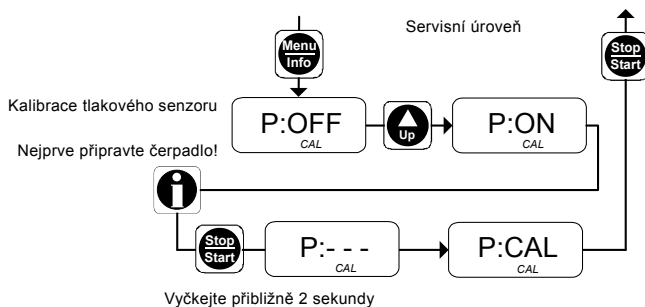 Servisní úroveň
Menu
Info
Stop
Start
Kalibrace tlakového senzoru
P:OFF
CAL
Up
P:ON
CAL
Nejprve připravte čerpadlo!
i
Stop
Start
P:- - -
CAL
P:CAL
CAL
Vyčkejte přibližně 2 sekundy